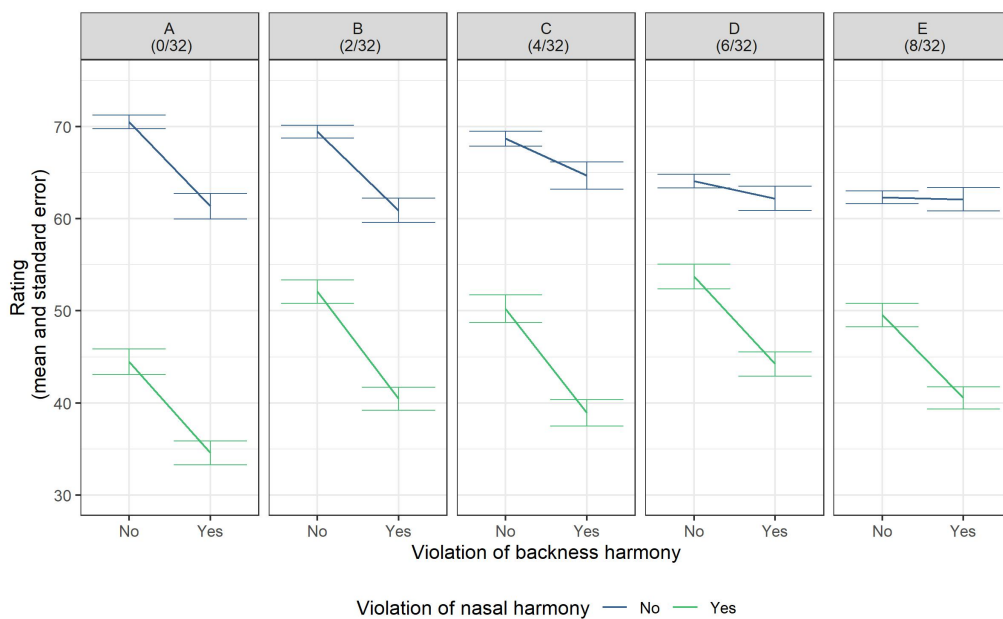 A
(0/32)
B
(2/32)
C
(4/32)
D
(6/32)
E
(8/32)
Rating
(mean and standard error)
70
60
50
40
30
No Yes No Yes No Yes No Yes No Yes
Violation of backness harmony
Violation of nasal harmony No Yes